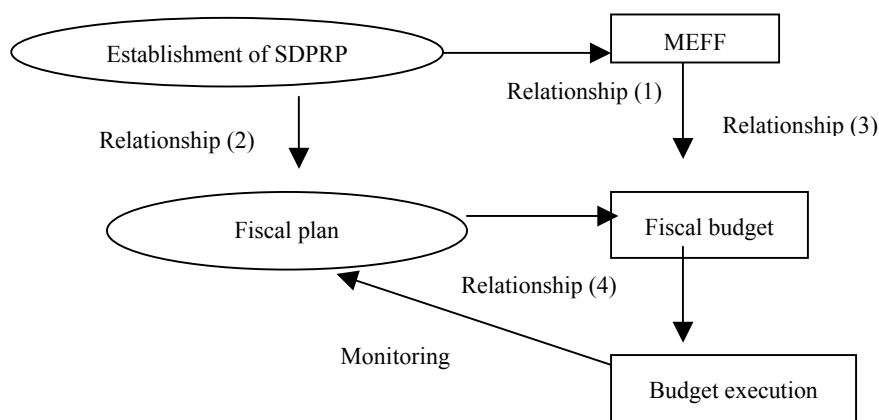 Establishment of SDPRP
MEFF
Relationship (1)
Relationship (2)
Relationship (3)
Fiscal plan
Fiscal budget
Relationship (4)
Monitoring
Budget execution